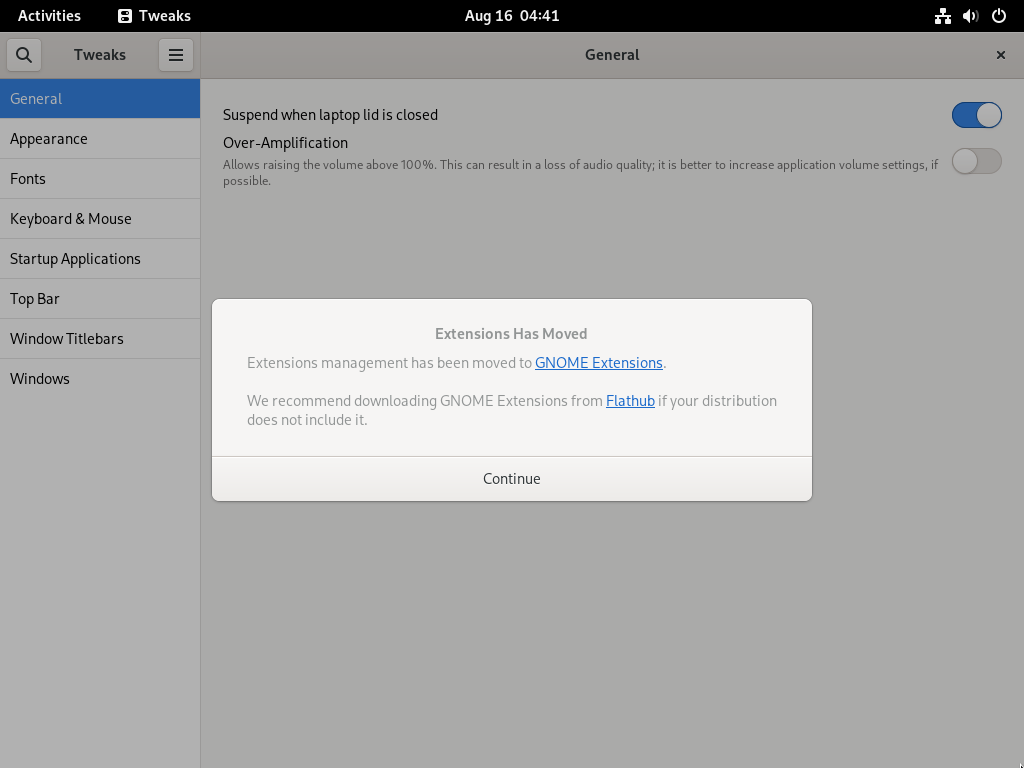 Activities
Tweaks
Aug 16 04:41
Tweaks
General
General
Appearance
Fonts
Keyboard & Mouse
Startup Applications
Top Bar
Window Titlebars
Windows
Suspend when laptop lid is closed
Over-Amplification
Allows raising the volume above 100%. This can result in a loss of audio quality; it is better to increase application volume settings, if
possible.
Extensions Has Moved
Extensions management has been moved to GNOME Extensions.
We recommend downloading GNOME Extensions from Flathub if your distribution
does not include it.
Continue